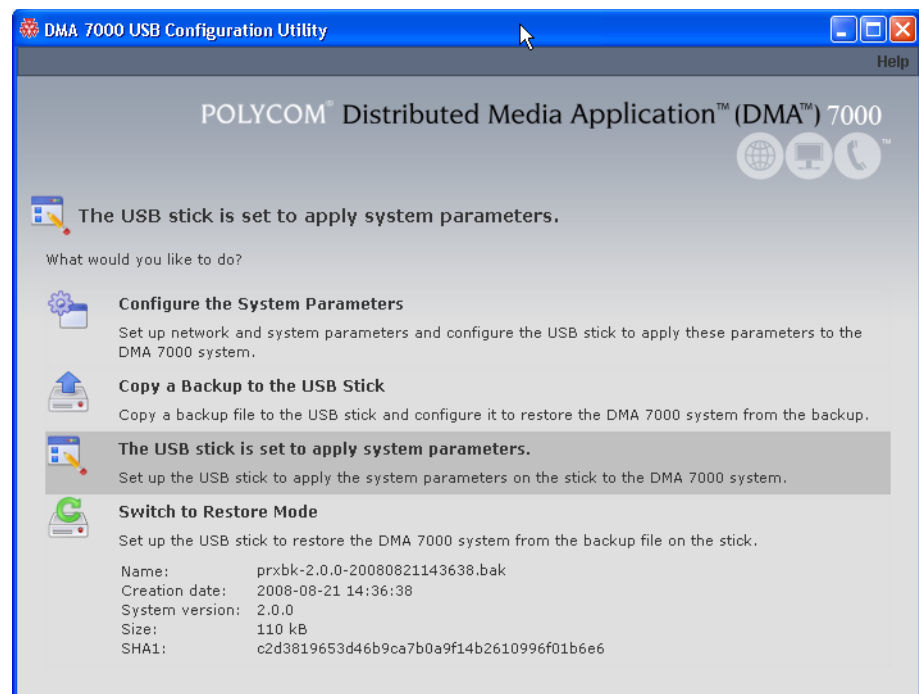 DMA 7000 USB Configuration Utility
Help
POLYCOM® Distributed Media Application™ (DMA™) 7000
™
The USB stick is set to apply system parameters.
What would you like to do?
Configure the System Parameters
Set up network and system parameters and configure the USB stick to apply these parameters to the
DMA 7000 system.
Copy a Backup to the USB Stick
Copy a backup file to the USB stick and configure it to restore the DMA 7000 system from the backup.
The USB stick is set to apply system parameters.
Set up the USB stick to apply the system parameters on the stick to the DMA 7000 system.
Switch to Restore Mode
Set up the USB stick to restore the DMA 7000 system from the backup file on the stick.
Name: prxbk-2.0.0-20080821143638.bak
Creation date: 2008-08-21 14:36:38
System version: 2.0.0
Size: 110 kB
SHA1: c2d3819653d46b9ca7b0a9f14b2610996f01b6e6